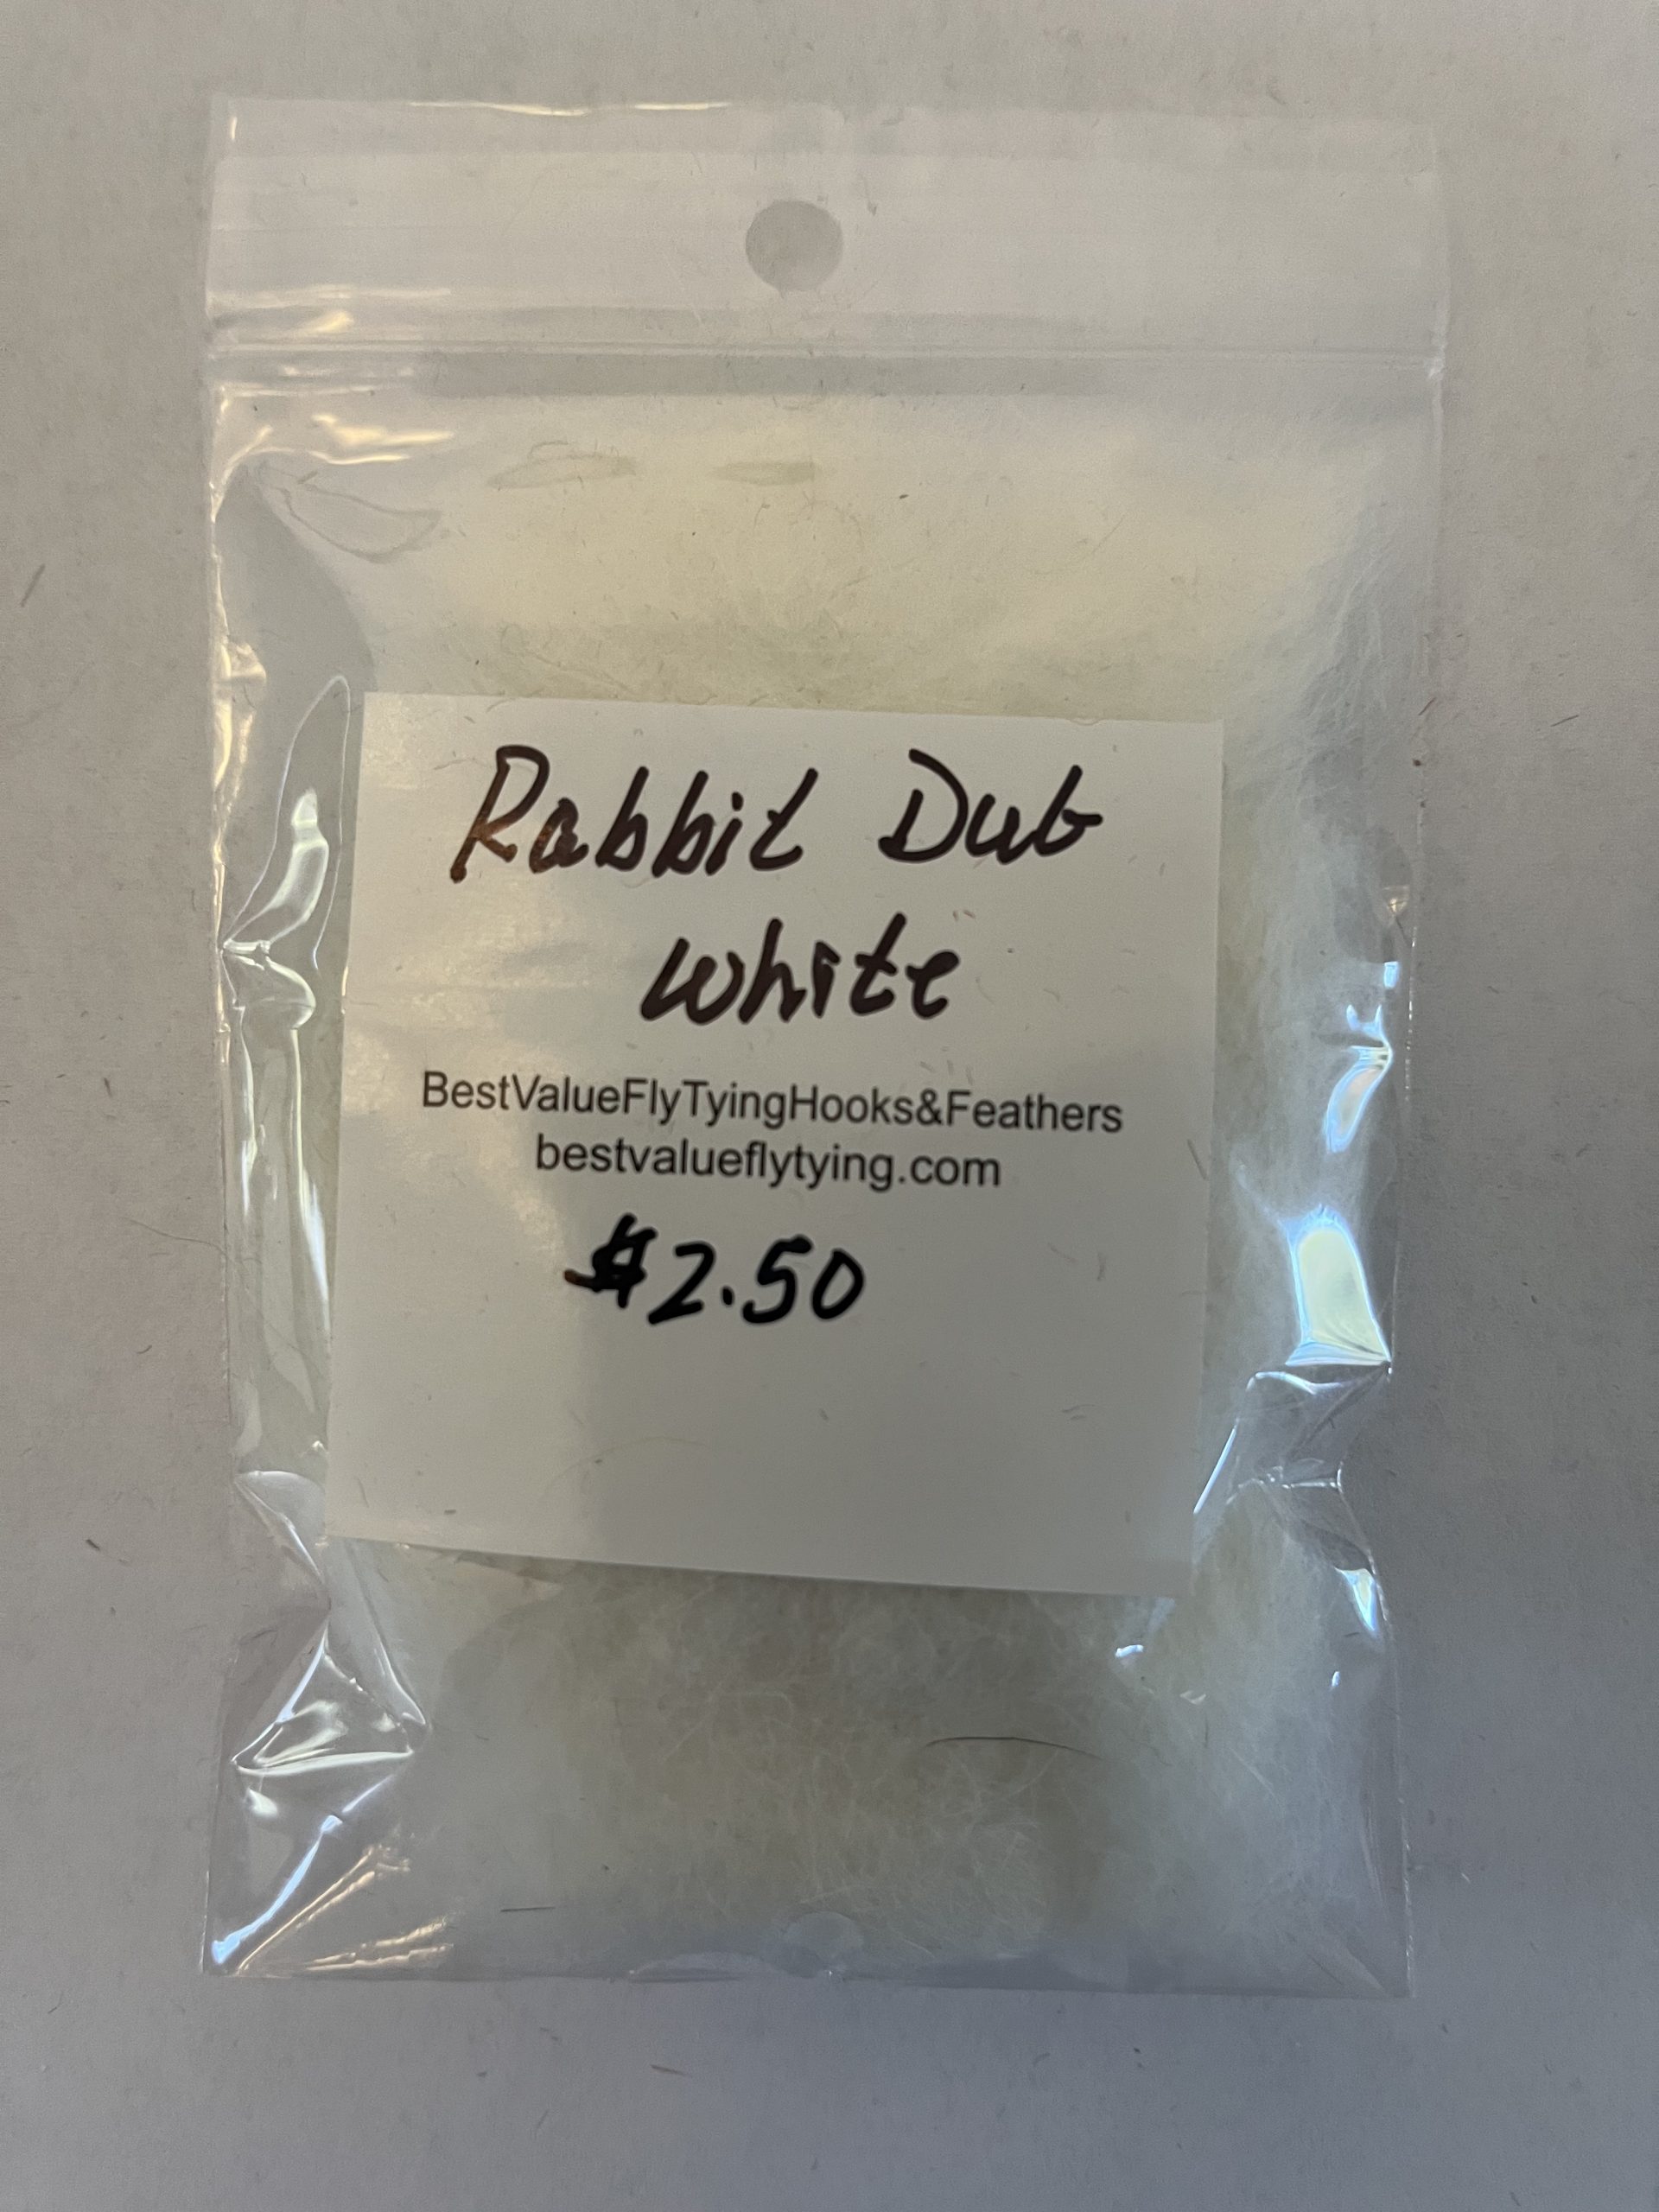 Rabbit Dub
white
BestValueFlyTyingHooks&Feathers
bestvalueflytying.com
$2.50